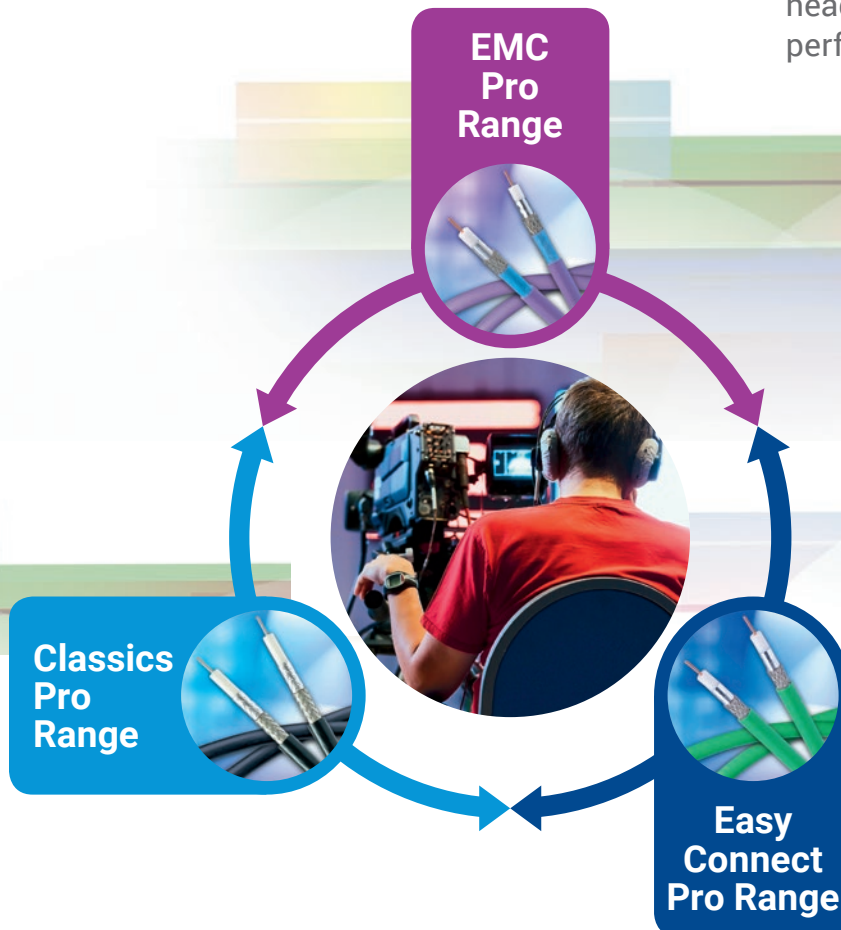 EMC
Pro
Range
Classics
Pro
Range
Easy
Connect
Pro Range